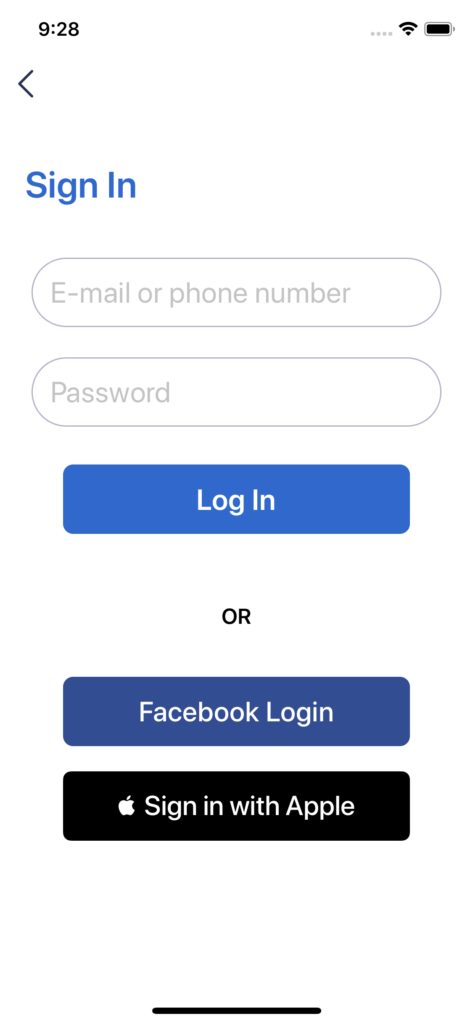 9:28
Sign In
E-mail or phone number
Password
Log In
OR
Facebook Login
Sign in with Apple